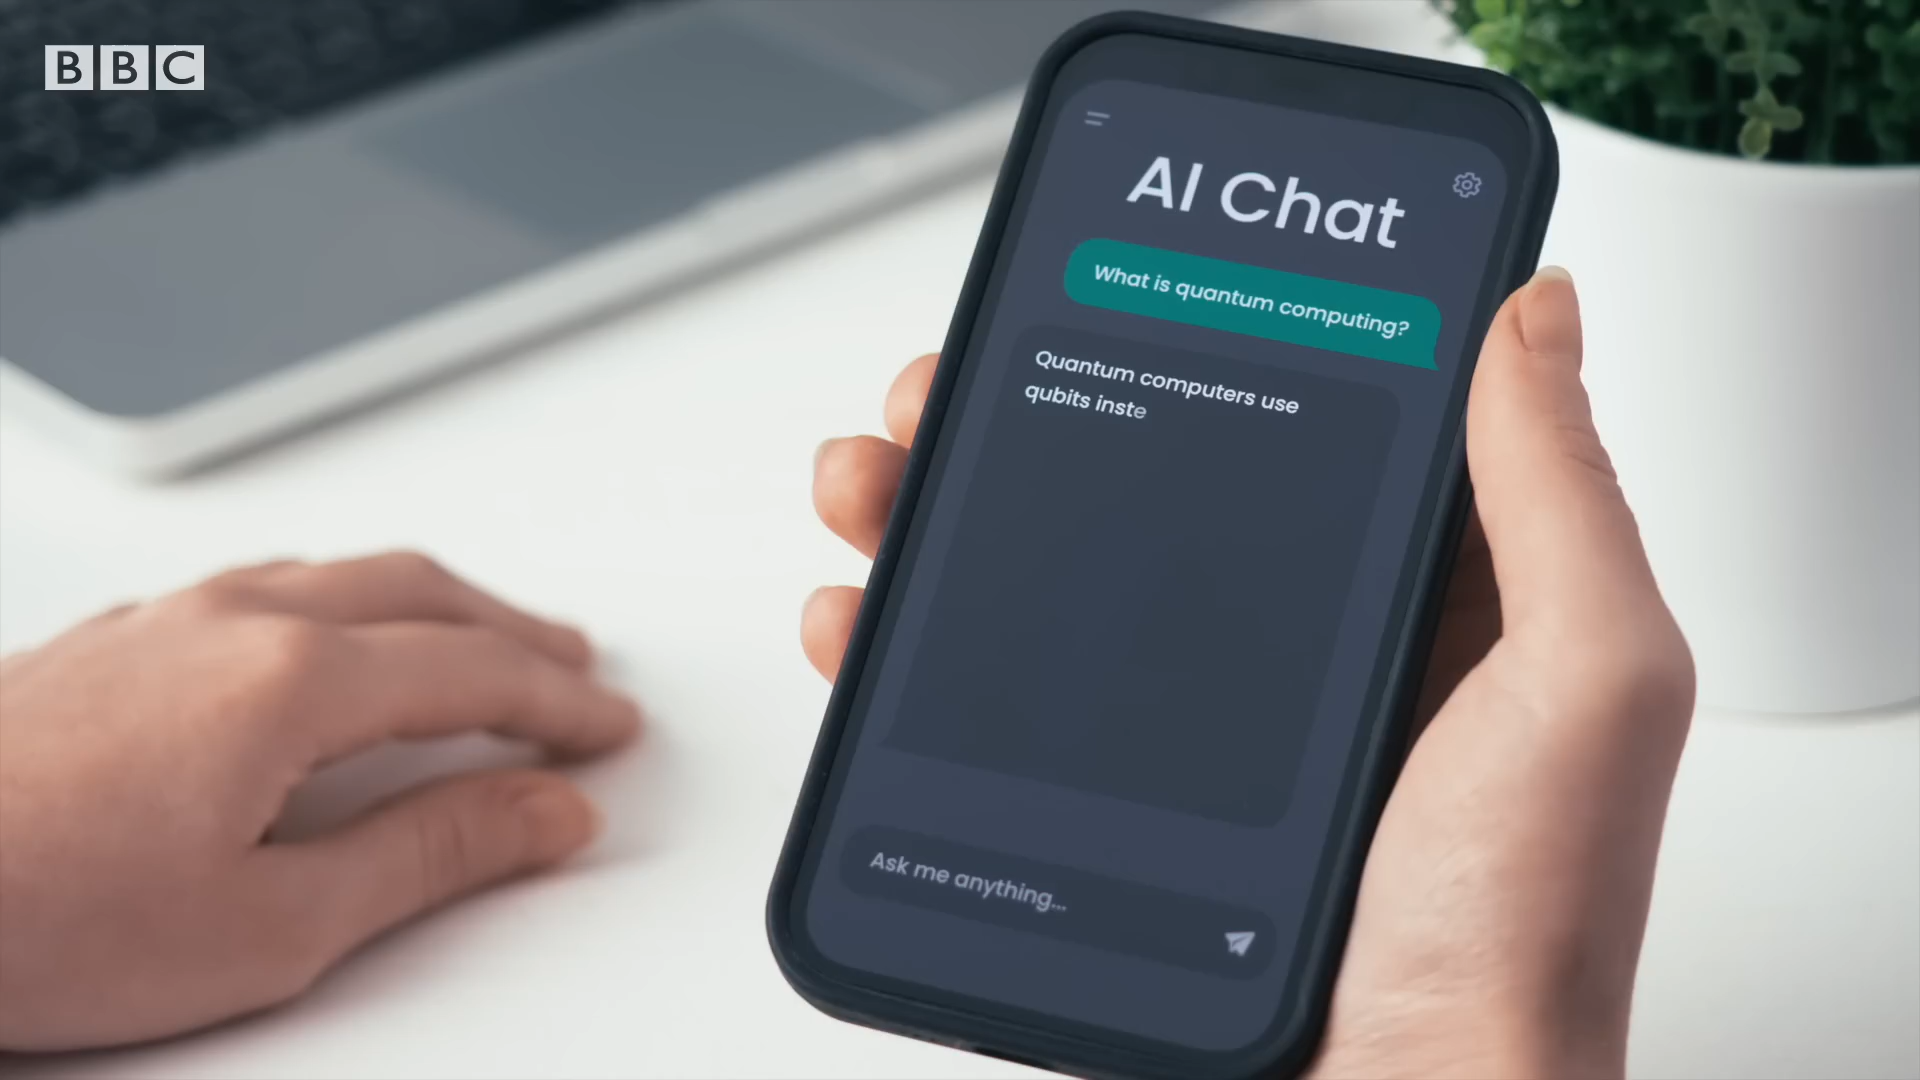 BBC
AI Chat
What is quantum computing?
Quantum computers use
qubits inste
Ask me anything...